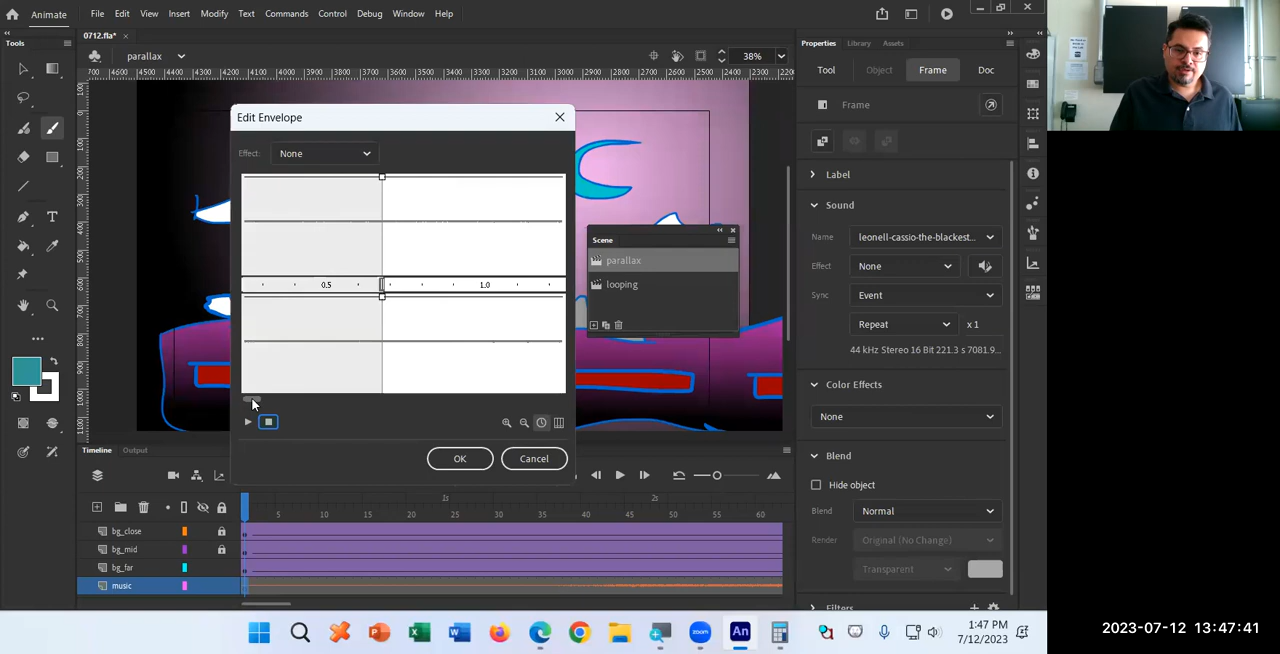 Animate File Edit View Insert Modify Text Commands Control Debug Window Help
0712.fla*
Tools
parallax
38%
Properties Library Assets
Tool Object Frame Doc
Frame
Label
Sound
Name leonell-cassio-the-blackest...
Effect None
Sync Event
Repeat x 1
44 kHz Stereo 16 Bit 221.3 s 7081.9...
Color Effects
None
Blend
Hide object
Blend Normal
Render Original (No Change)
Transparent
Filters
Edit Envelope
Effect: None
0.5 1.0
OK Cancel
Scene
parallax
looping
Timeline Output
1s 2s
5 10 15 20 25 30 35 40 45 50 55 60
bg_close
bg_mid
bg_far
music
1:47 PM
7/12/2023
2023-07-12 13:47:41